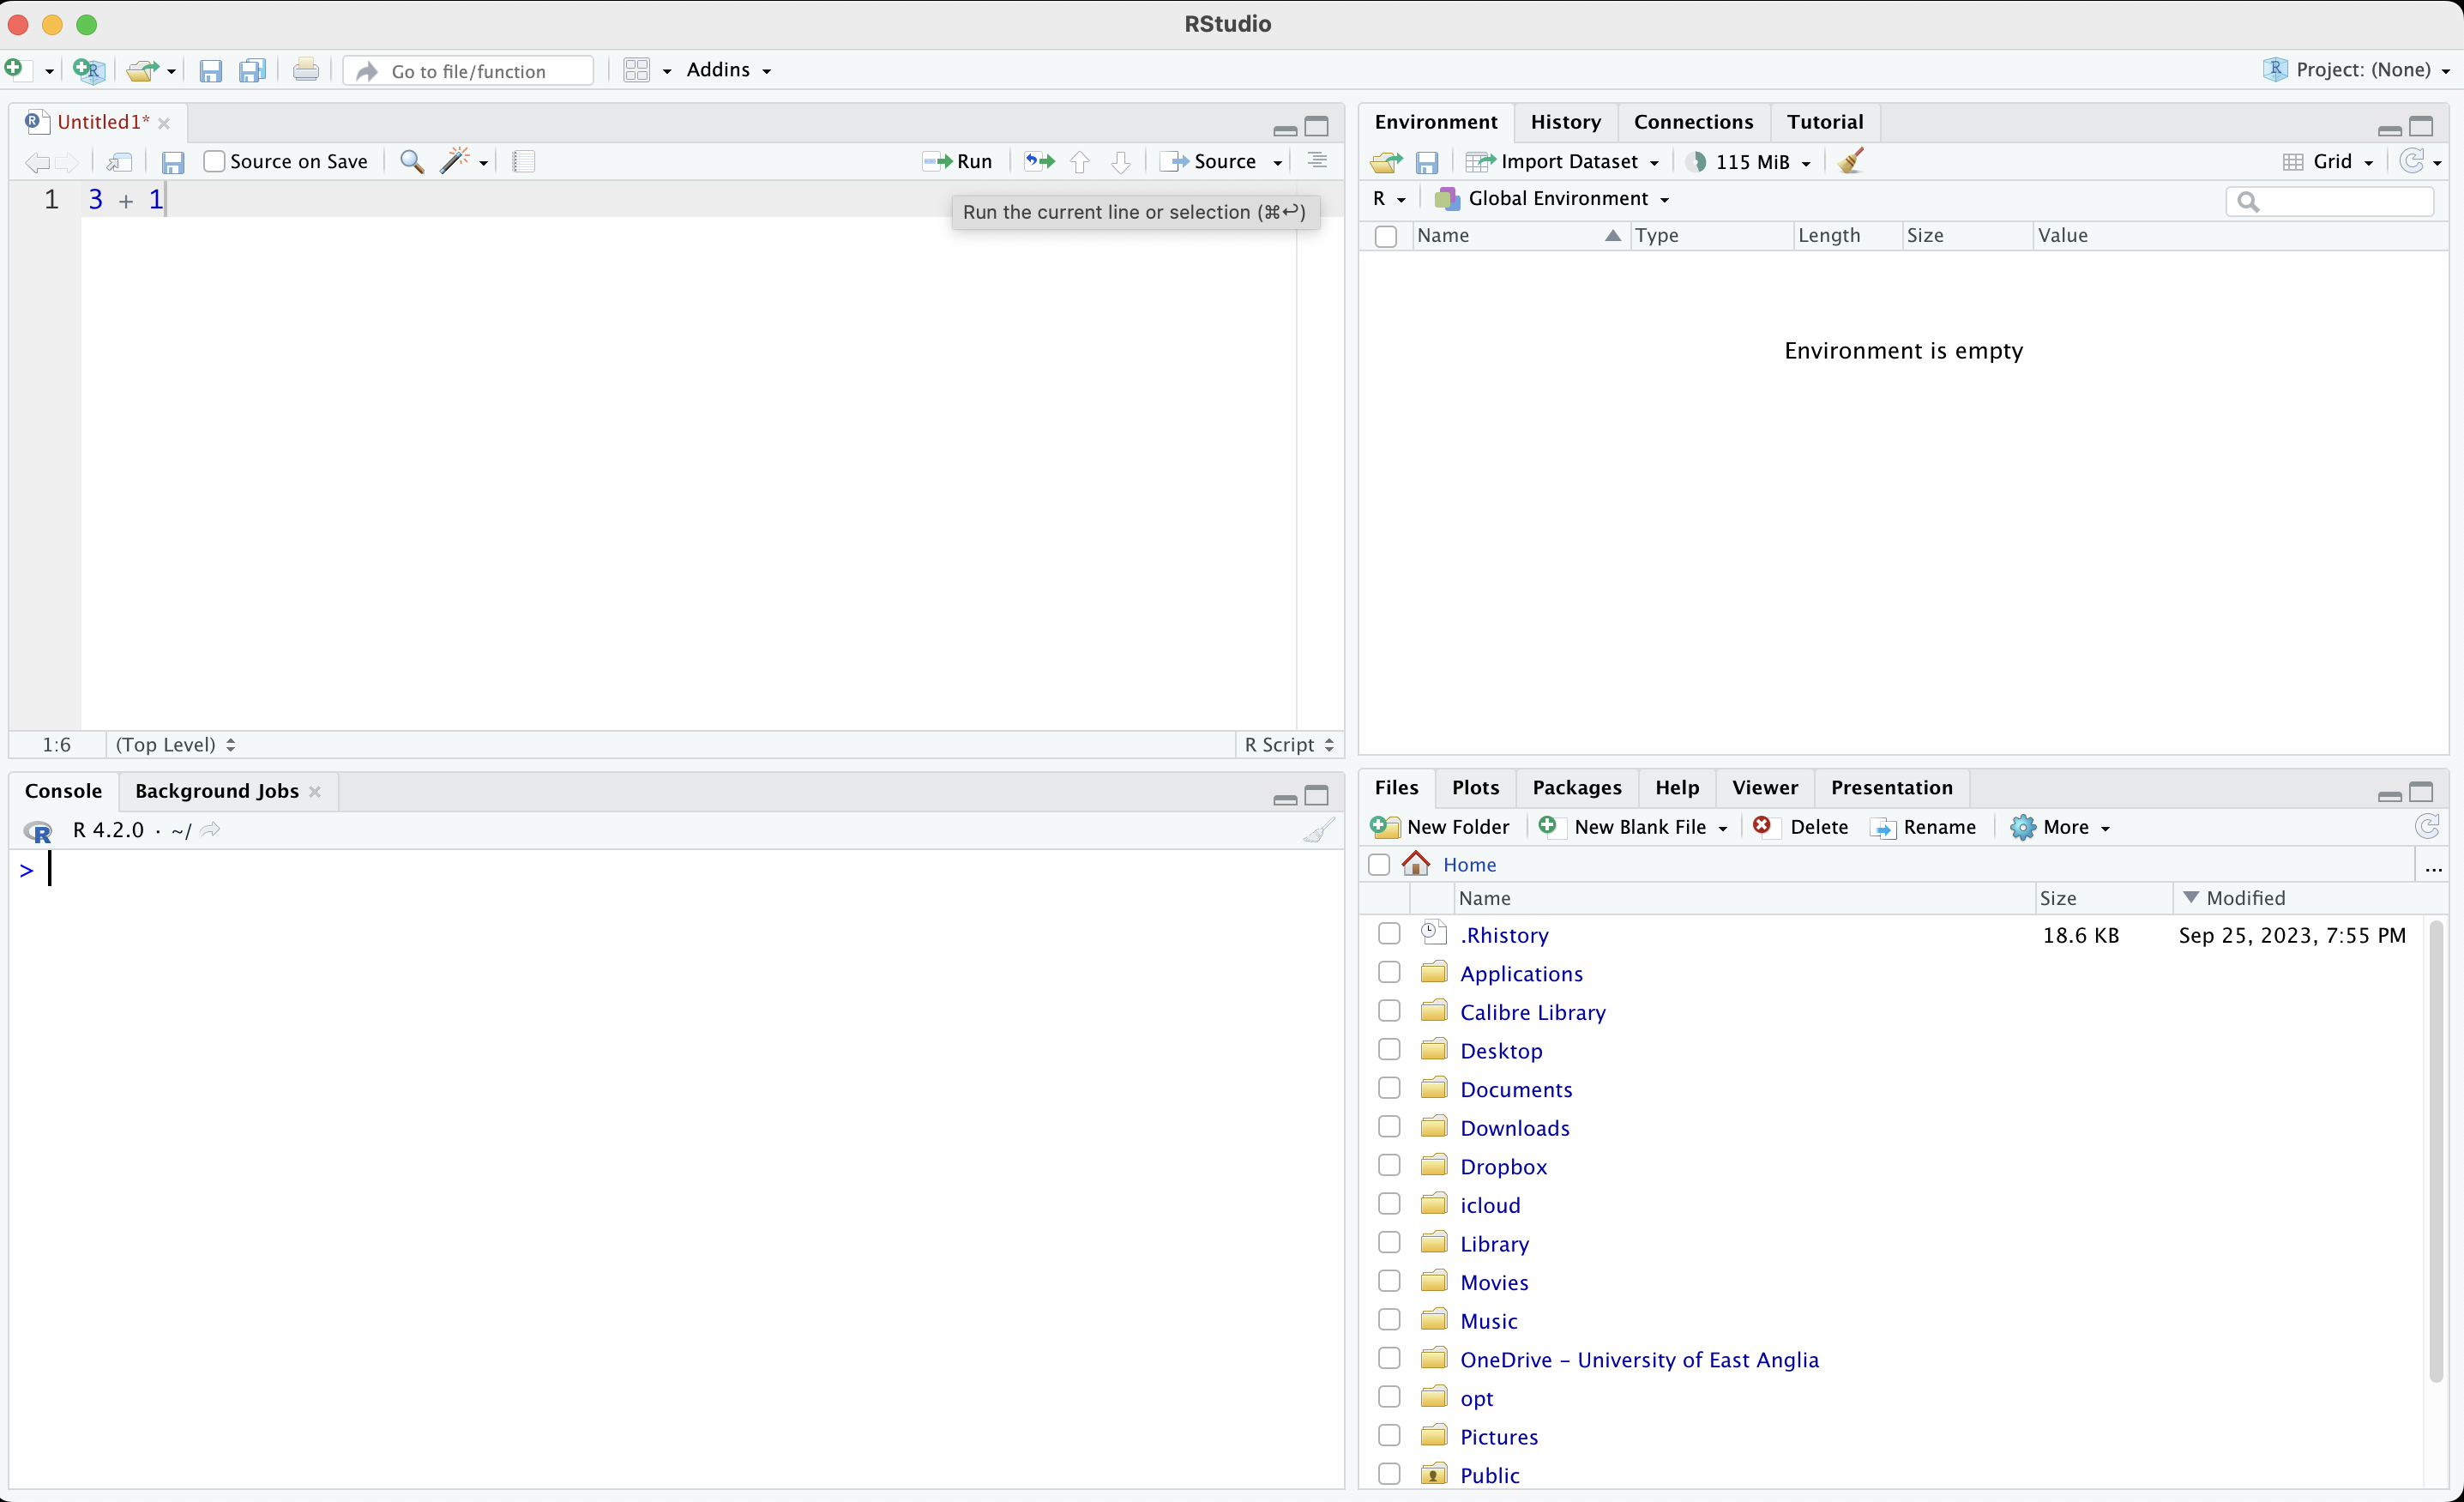 RStudio
Go to file/function Addins Project: (None)
Untitled1*
Source on Save Run Source
1 3 + 1
Run the current line or selection (⌘↩)
1:6 (Top Level) R Script
Console Background Jobs
R 4.2.0 · ~/
>
Environment History Connections Tutorial
Import Dataset 115 MiB Grid
R Global Environment
Name Type Length Size Value
Environment is empty
Files Plots Packages Help Viewer Presentation
New Folder New Blank File Delete Rename More
Home ...
Name Size Modified
.Rhistory 18.6 KB Sep 25, 2023, 7:55 PM
Applications
Calibre Library
Desktop
Documents
Downloads
Dropbox
icloud
Library
Movies
Music
OneDrive – University of East Anglia
opt
Pictures
Public